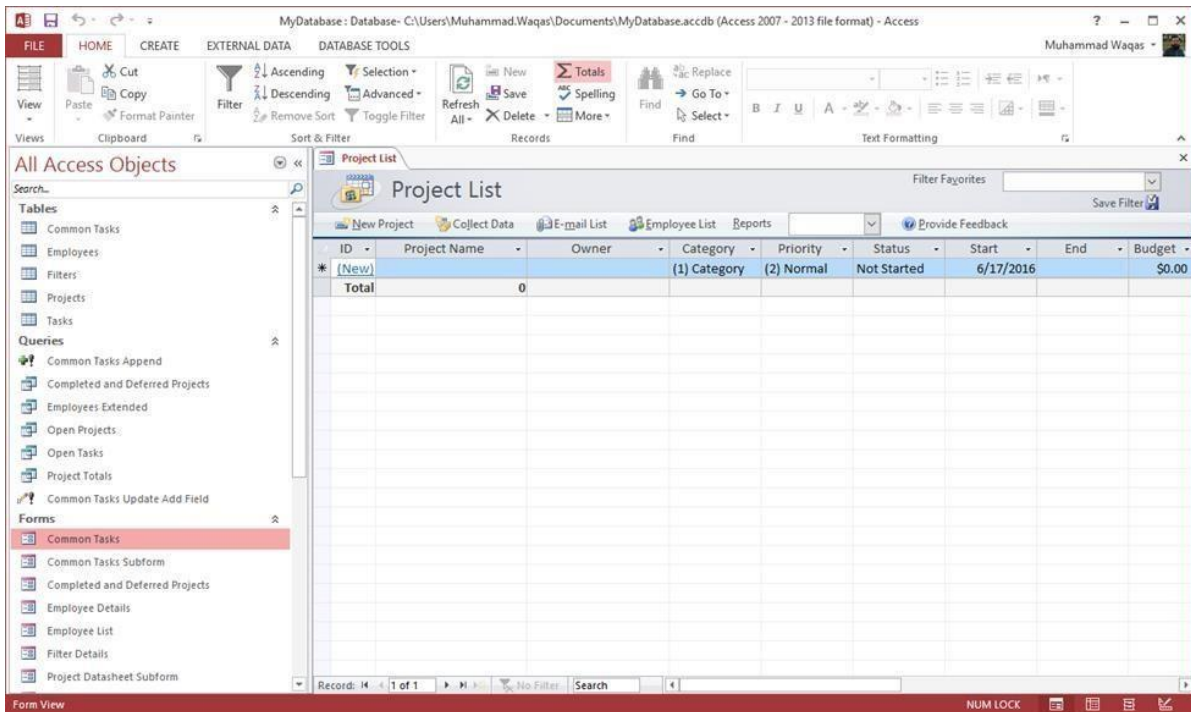 MyDatabase : Database- C:\Users\Muhammad.Waqas\Documents\MyDatabase.accdb (Access 2007 - 2013 file format) - Access
FILE HOME CREATE EXTERNAL DATA DATABASE TOOLS Muhammad Waqas
View
Views
Paste
Cut
Copy
Format Painter
Clipboard
Filter
Ascending
Descending
Remove Sort
Selection
Advanced
Toggle Filter
Sort & Filter
Refresh All
New
Save
Delete
Totals
Spelling
More
Records
Find
Replace
Go To
Select
Find
B I U A
Text Formatting
All Access Objects
Search...
Tables
Common Tasks
Employees
Filters
Projects
Tasks
Queries
Common Tasks Append
Completed and Deferred Projects
Employees Extended
Open Projects
Open Tasks
Project Totals
Common Tasks Update Add Field
Forms
Common Tasks
Common Tasks Subform
Completed and Deferred Projects
Employee Details
Employee List
Filter Details
Project Datasheet Subform
Project List
Project List
Filter Favorites
Save Filter
New Project Collect Data E-mail List Employee List Reports Provide Feedback
ID Project Name Owner Category Priority Status Start End Budget
* (New) (1) Category (2) Normal Not Started 6/17/2016 $0.00
Total 0
Record: 1 of 1 No Filter Search
Form View NUM LOCK